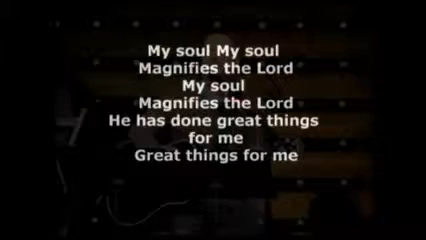 My soul My soul
Magnifies the Lord
My soul
Magnifies the Lord
He has done great things
for me
Great things for me